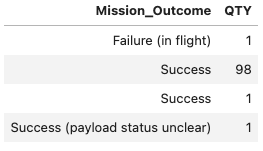 Mission_Outcome QTY
Failure (in flight) 1
Success 98
Success 1
Success (payload status unclear) 1